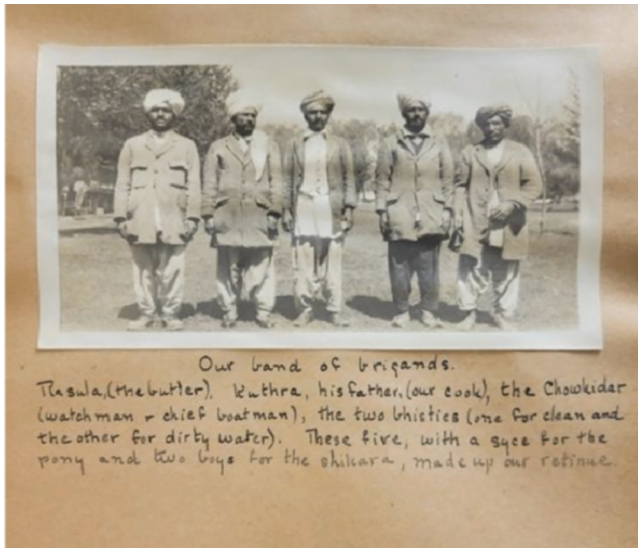 Our band of brigands.
Rasula, (the butler), Kuthra, his father, (our cook), the Chowkidar
(watchman & chief boatman), the two bhisties (one for clean and
the other for dirty water). These five, with a syce for the
pony and two boys for the shikara, made up our retinue.